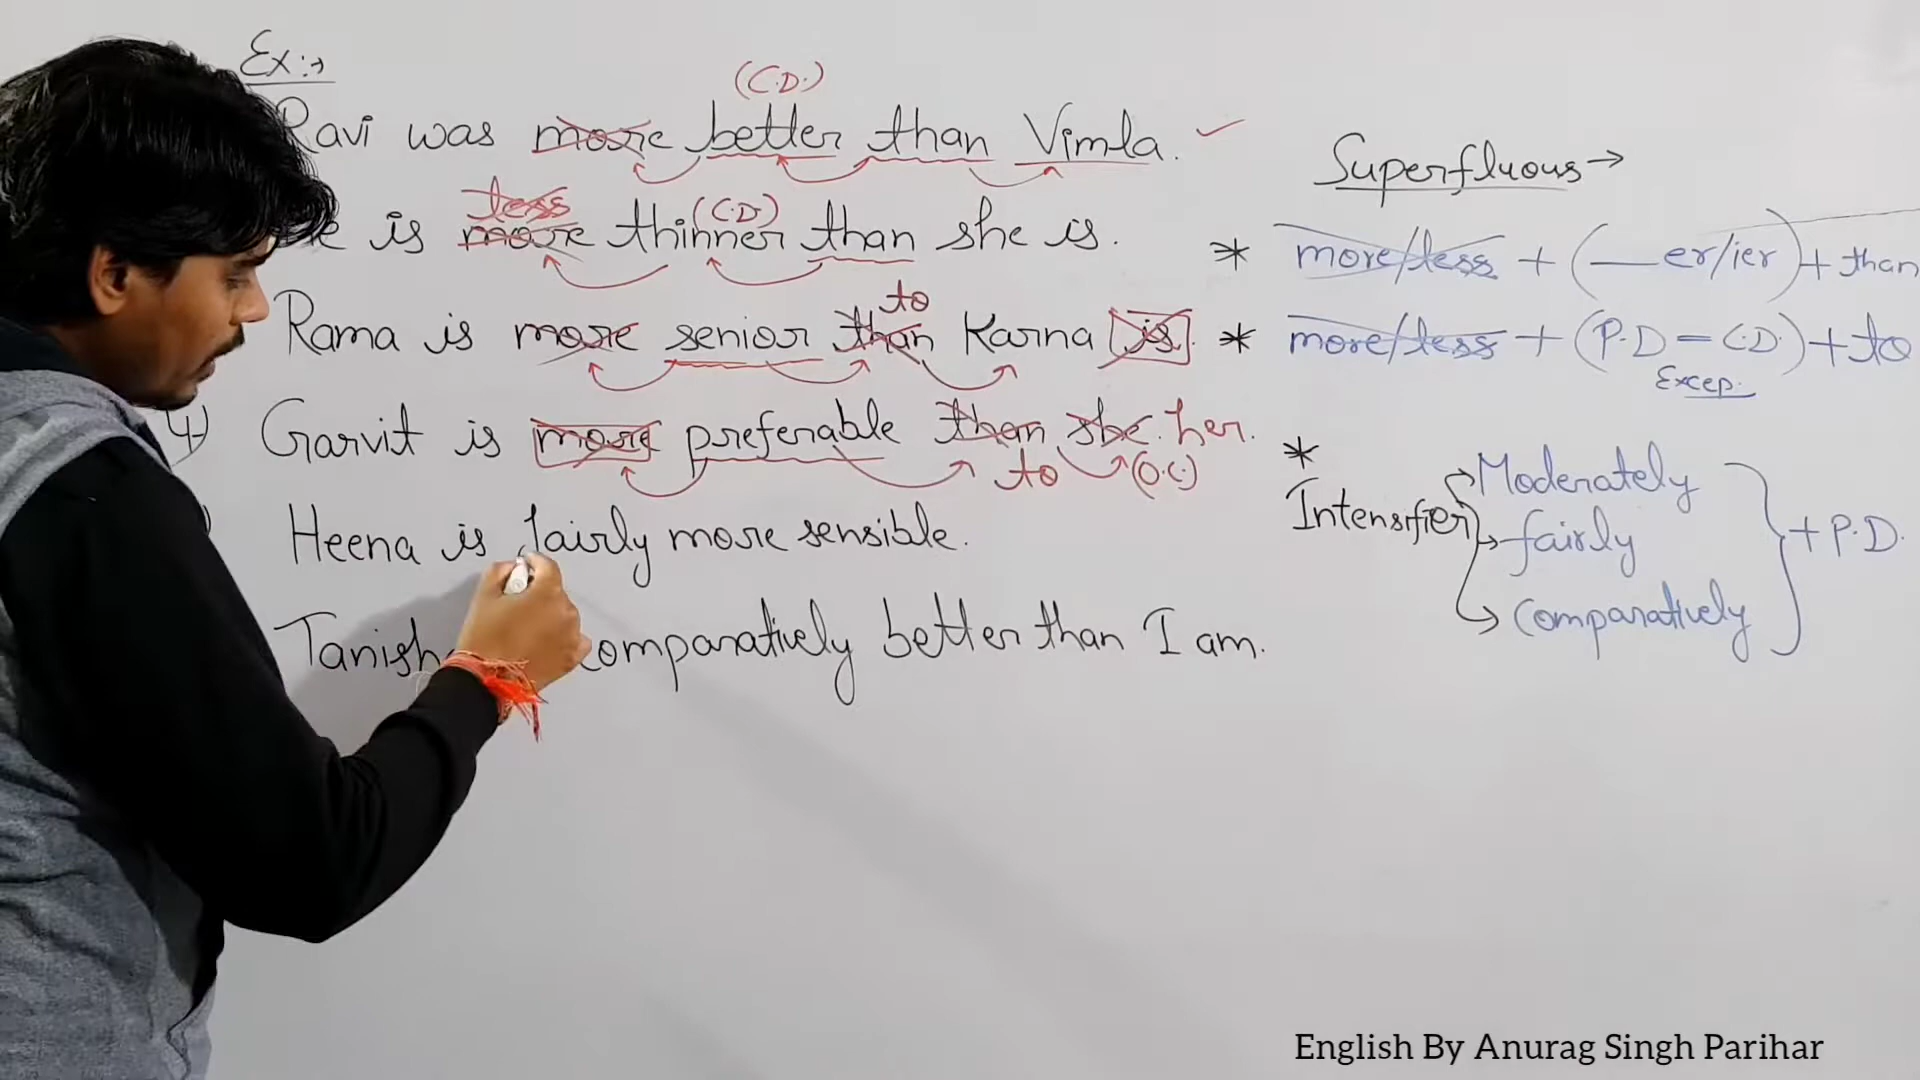 Ex:→
(C.D.)
Ravi was more better than Vimla.
less (C.D)
is more thinner than she is.
to
Rama is more senior than Karna is.
4) Garvit is more preferable than she. her.
to (O.C.)
Heena is fairly more sensible.
Tanisha comparatively better than I am.
Superfluous →
* more/less + (___er/ier) + than
* more/less + (P.D = C.D.) + to
Excep.
*
Intensifier → Moderately
→ fairly + P.D.
→ Comparatively
English By Anurag Singh Parihar